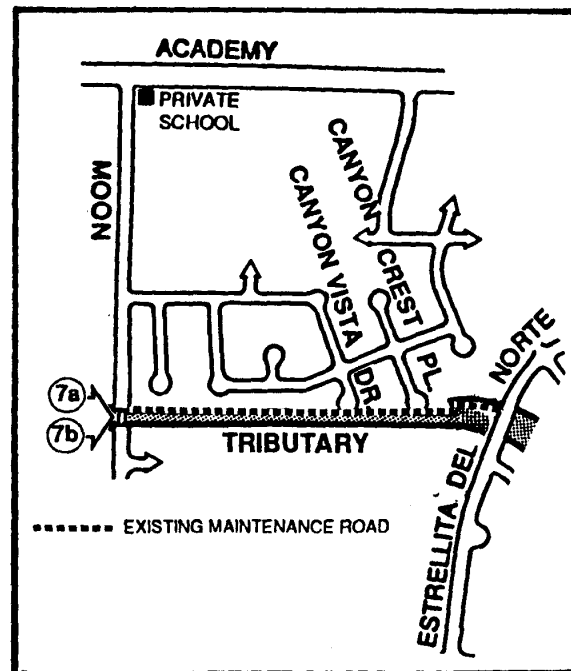 ACADEMY
PRIVATE
SCHOOL
MOON
CANYON CREST PL.
CANYON VISTA DR
7a
7b
TRIBUTARY
ESTRELLITA DEL NORTE
EXISTING MAINTENANCE ROAD